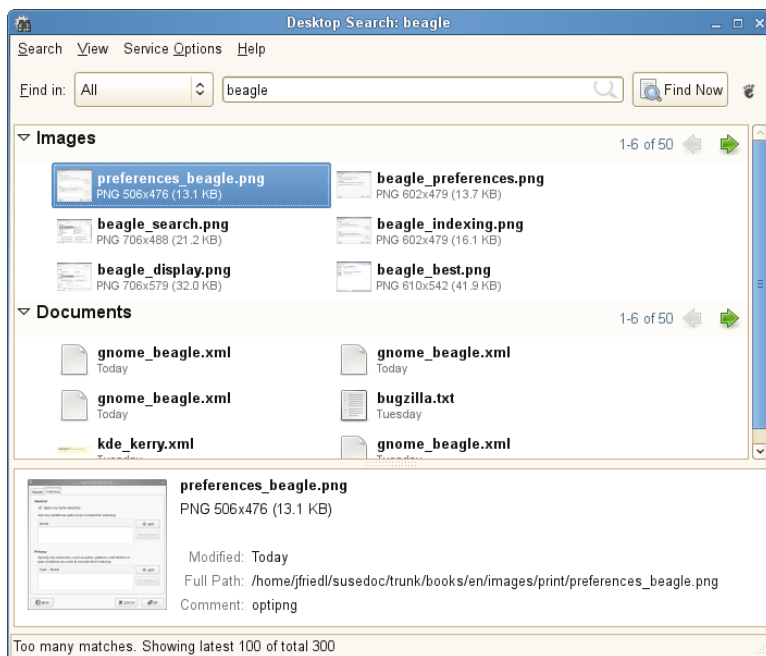 Desktop Search: beagle
Search View Service Options Help
Find in: All beagle Find Now
Images 1-6 of 50
preferences_beagle.png beagle_preferences.png
PNG 506x476 (13.1 KB) PNG 602x479 (13.7 KB)
beagle_search.png beagle_indexing.png
PNG 706x488 (21.2 KB) PNG 602x479 (16.1 KB)
beagle_display.png beagle_best.png
PNG 706x579 (32.0 KB) PNG 610x542 (41.9 KB)
Documents 1-6 of 50
gnome_beagle.xml gnome_beagle.xml
Today Today
gnome_beagle.xml bugzilla.txt
Today Tuesday
kde_kerry.xml gnome_beagle.xml
preferences_beagle.png
PNG 506x476 (13.1 KB)
Modified: Today
Full Path: /home/jfriedl/susedoc/trunk/books/en/images/print/preferences_beagle.png
Comment: optipng
Too many matches. Showing latest 100 of total 300